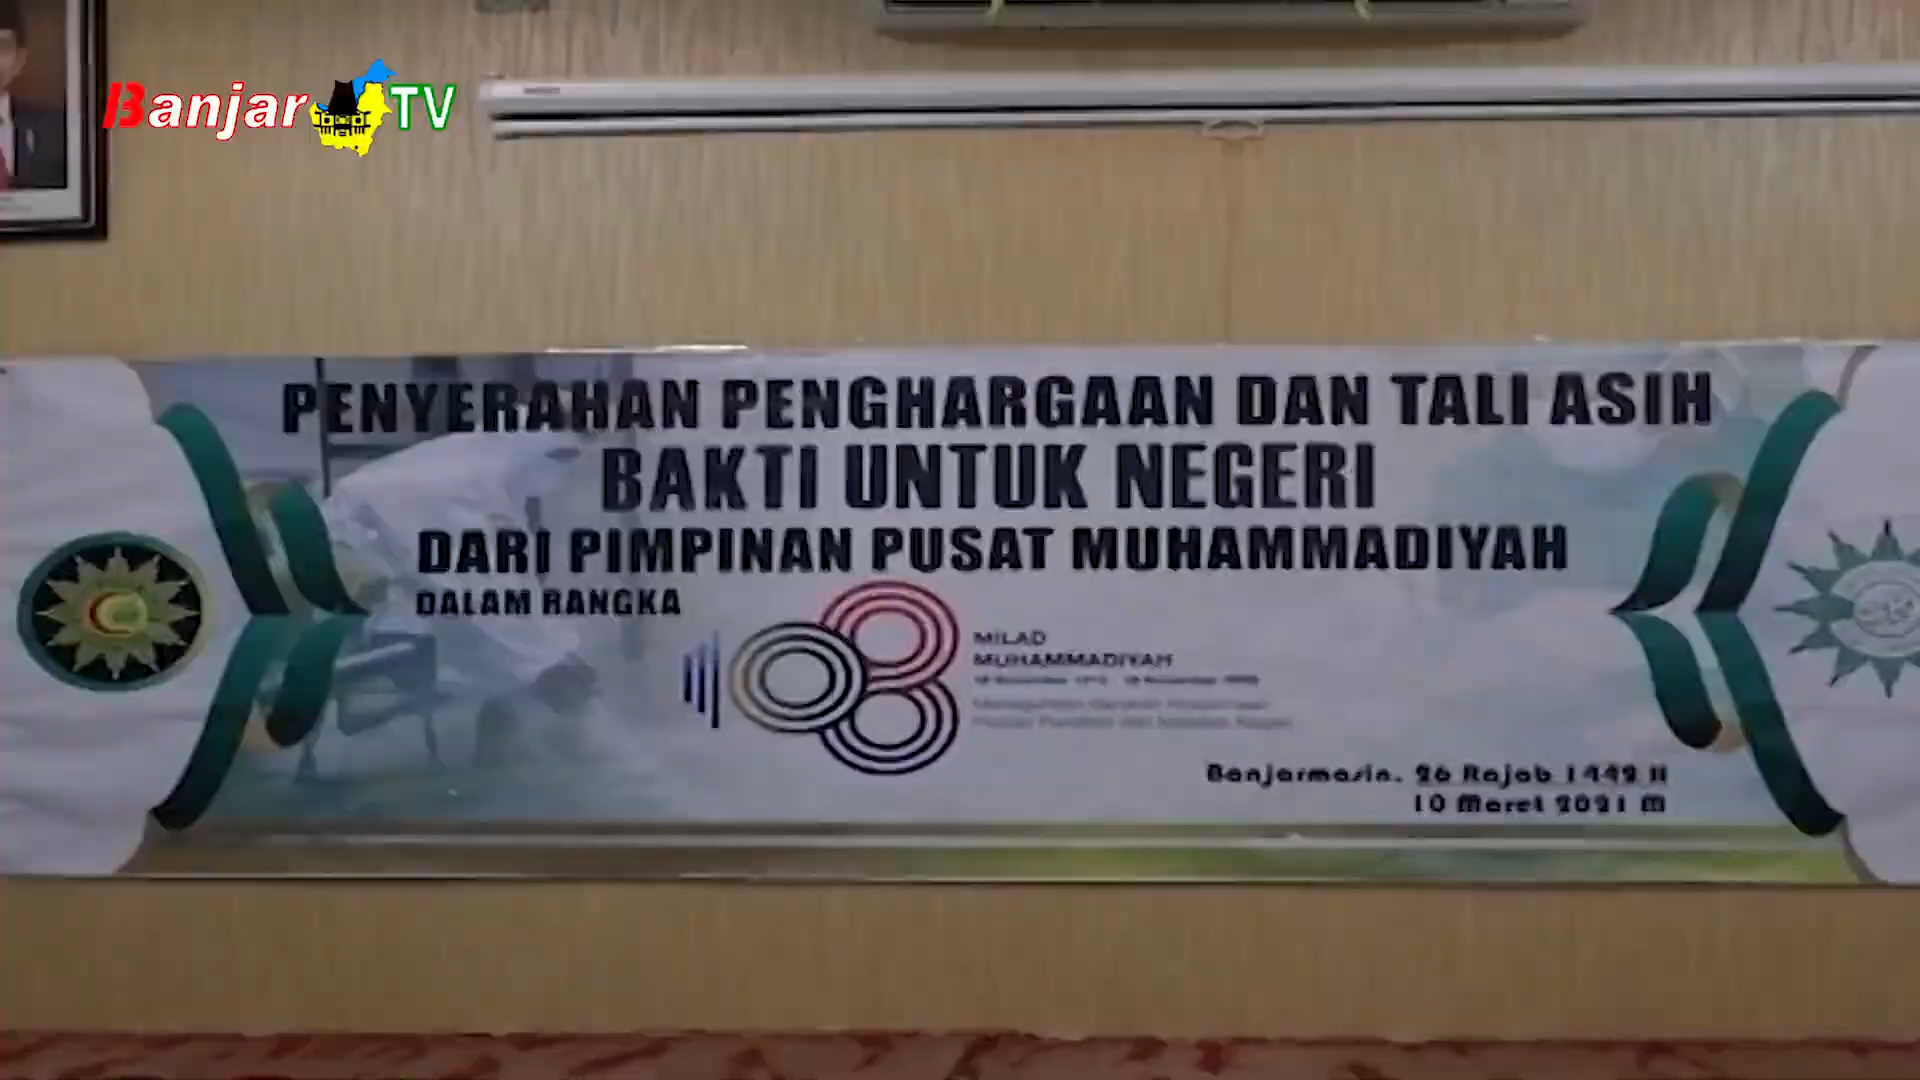 Banjar TV
PENYERAHAN PENGHARGAAN DAN TALI ASIH
BAKTI UNTUK NEGERI
DARI PIMPINAN PUSAT MUHAMMADIYAH
DALAM RANGKA
108
MILAD
MUHAMMADIYAH
Banjarmasin, 26 Rajab 1442 H
10 Maret 2021 M